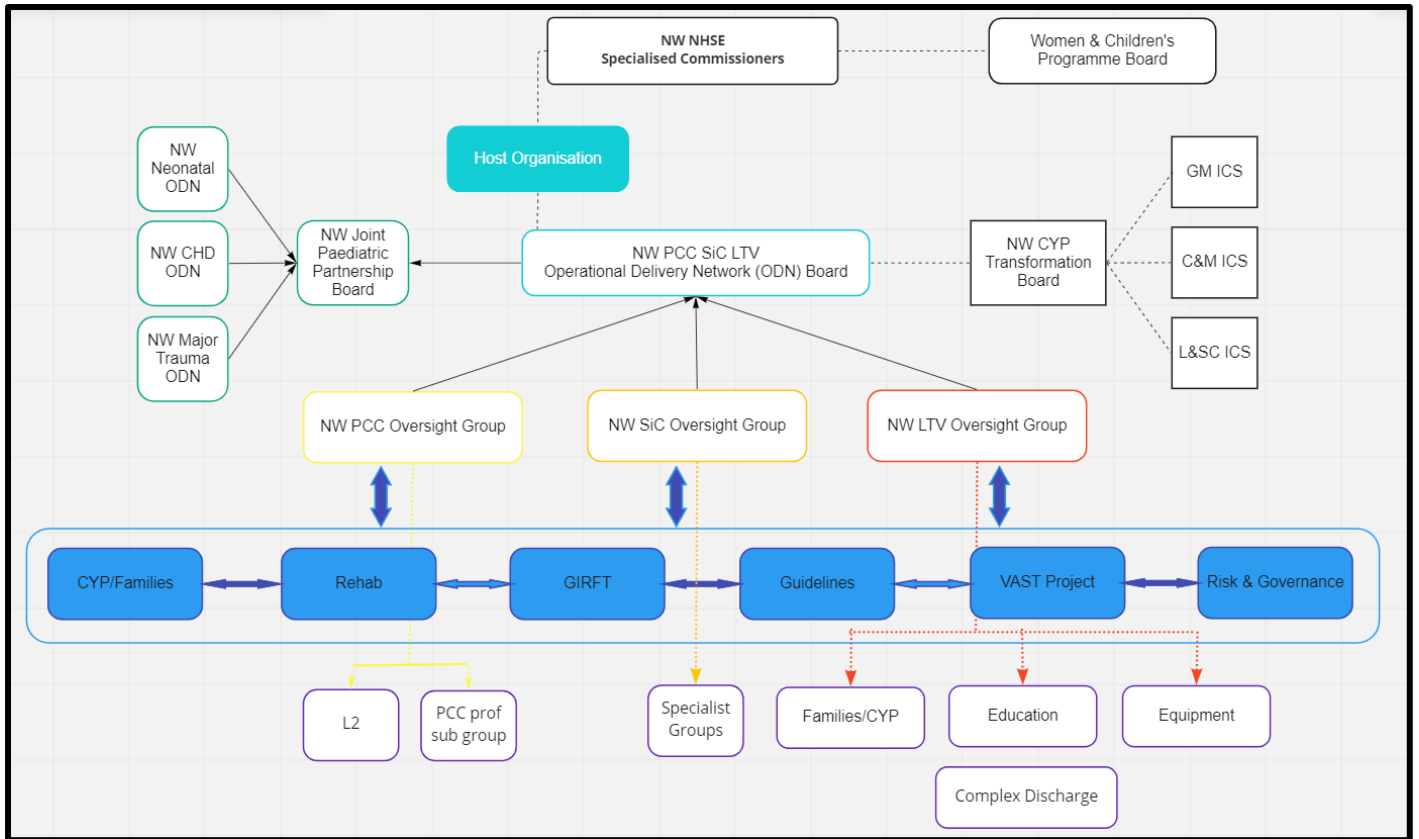 NW NHSE
Specialised Commissioners
Women & Children's
Programme Board
Host Organisation
NW
Neonatal
ODN
NW CHD
ODN
NW Major
Trauma
ODN
NW Joint
Paediatric
Partnership
Board
NW PCC SiC LTV
Operational Delivery Network (ODN) Board
NW CYP
Transformation
Board
GM ICS
C&M ICS
L&SC ICS
NW PCC Oversight Group
NW SiC Oversight Group
NW LTV Oversight Group
CYP/Families
Rehab
GIRFT
Guidelines
VAST Project
Risk & Governance
L2
PCC prof
sub group
Specialist
Groups
Families/CYP
Education
Equipment
Complex Discharge